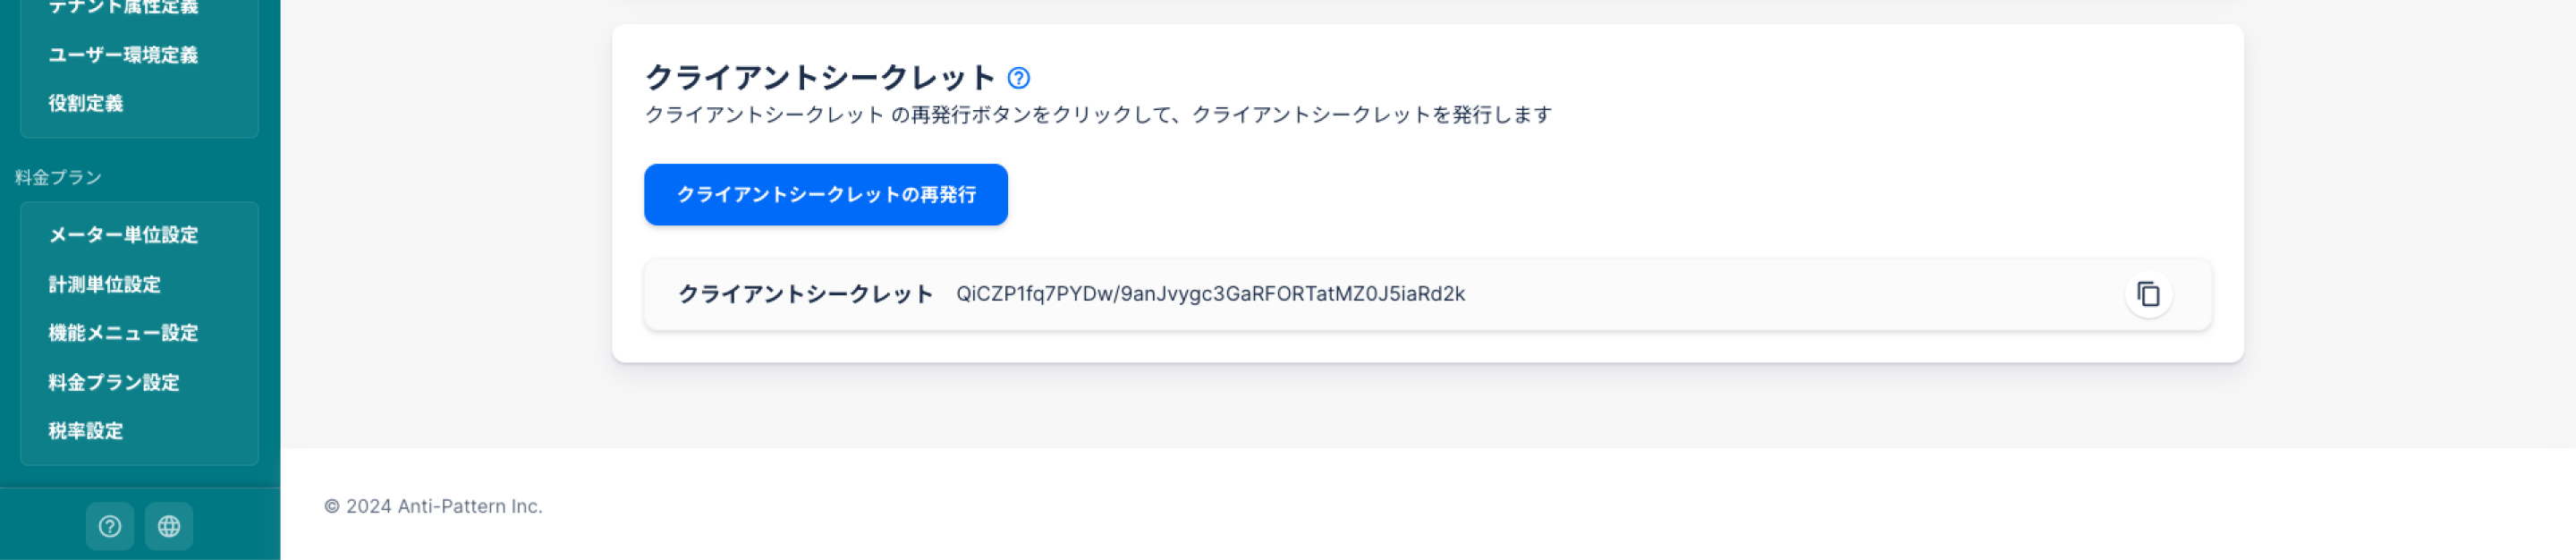 テナント属性定義
ユーザー環境定義
役割定義
料金プラン
メーター単位設定
計測単位設定
機能メニュー設定
料金プラン設定
税率設定
クライアントシークレット
クライアントシークレット の再発行ボタンをクリックして、クライアントシークレットを発行します
クライアントシークレットの再発行
クライアントシークレット QiCZP1fq7PYDw/9anJvygc3GaRFORTatMZ0J5iaRd2k
© 2024 Anti-Pattern Inc.